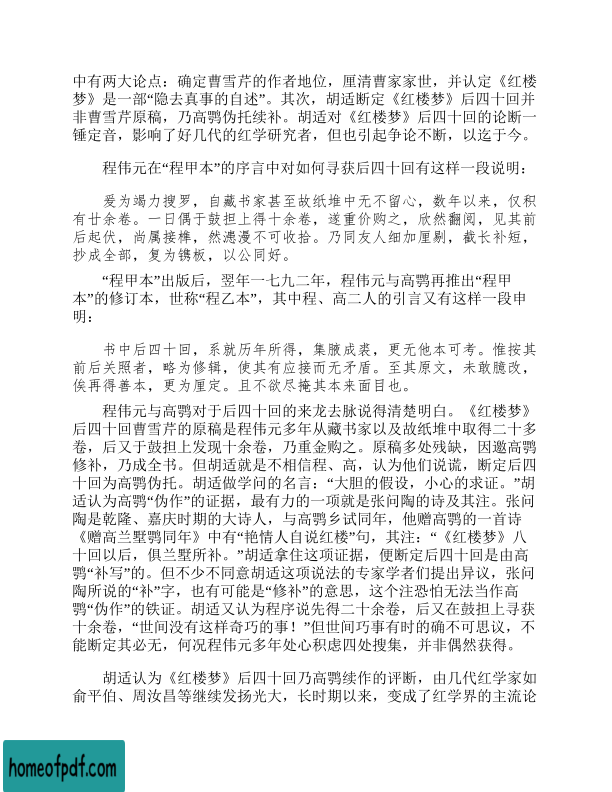 中有两大论点：确定曹雪芹的作者地位，厘清曹家家世，并认定《红楼
梦》是一部“隐去真事的自述”。其次，胡适断定《红楼梦》后四十回并
非曹雪芹原稿，乃高鹗伪托续补。胡适对《红楼梦》后四十回的论断一
锤定音，影响了好几代的红学研究者，但也引起争论不断，以迄于今。
程伟元在“程甲本”的序言中对如何寻获后四十回有这样一段说明：
爰为竭力搜罗，自藏书家甚至故纸堆中无不留心，数年以来，仅积
有廿余卷。一日偶于鼓担上得十余卷，遂重价购之，欣然翻阅，见其前
后起伏，尚属接榫，然漶漫不可收拾。乃同友人细加厘剔，截长补短，
抄成全部，复为镌板，以公同好。
“程甲本”出版后，翌年一七九二年，程伟元与高鹗再推出“程甲
本”的修订本，世称“程乙本”，其中程、高二人的引言又有这样一段申
明：
书中后四十回，系就历年所得，集腋成裘，更无他本可考。惟按其
前后关照者，略为修辑，使其有应接而无矛盾。至其原文，未敢臆改，
俟再得善本，更为厘定。且不欲尽掩其本来面目也。
程伟元与高鹗对于后四十回的来龙去脉说得清楚明白。《红楼梦》
后四十回曹雪芹的原稿是程伟元多年从藏书家以及故纸堆中取得二十多
卷，后又于鼓担上发现十余卷，乃重金购之。原稿多处残缺，因邀高鹗
修补，乃成全书。但胡适就是不相信程、高，认为他们说谎，断定后四
十回为高鹗伪托。胡适做学问的名言：“大胆的假设，小心的求证。”胡
适认为高鹗“伪作”的证据，最有力的一项就是张问陶的诗及其注。张问
陶是乾隆、嘉庆时期的大诗人，与高鹗乡试同年，他赠高鹗的一首诗
《赠高兰墅鹗同年》中有“艳情人自说红楼”句，其注：“《红楼梦》八
十回以后，俱兰墅所补。”胡适拿住这项证据，便断定后四十回是由高
鹗“补写”的。但不少不同意胡适这项说法的专家学者们提出异议，张问
陶所说的“补”字，也有可能是“修补”的意思，这个注恐怕无法当作高
鹗“伪作”的铁证。胡适又认为程序说先得二十余卷，后又在鼓担上寻获
十余卷，“世间没有这样奇巧的事！”但世间巧事有时的确不可思议，不
能断定其必无，何况程伟元多年处心积虑四处搜集，并非偶然获得。
胡适认为《红楼梦》后四十回乃高鹗续作的评断，由几代红学家如
俞平伯、周汝昌等继续发扬光大，长时期以来，变成了红学界的主流论
homeofpdf.com